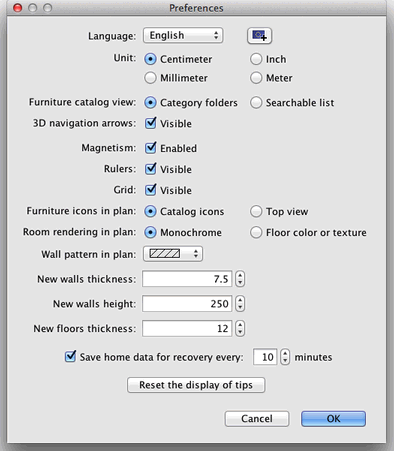 Preferences
Language: English
Unit: Centimeter Inch
Millimeter Meter
Furniture catalog view: Category folders Searchable list
3D navigation arrows: Visible
Magnetism: Enabled
Rulers: Visible
Grid: Visible
Furniture icons in plan: Catalog icons Top view
Room rendering in plan: Monochrome Floor color or texture
Wall pattern in plan:
New walls thickness: 7.5
New walls height: 250
New floors thickness: 12
Save home data for recovery every: 10 minutes
Reset the display of tips
Cancel OK